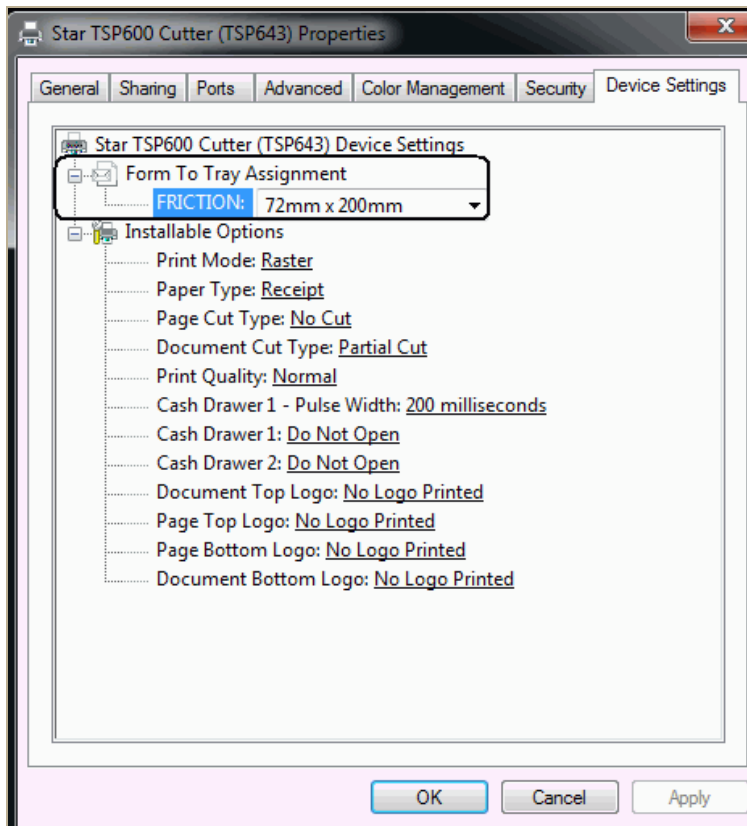 Star TSP600 Cutter (TSP643) Properties
General Sharing Ports Advanced Color Management Security Device Settings
Star TSP600 Cutter (TSP643) Device Settings
Form To Tray Assignment
FRICTION: 72mm x 200mm
Installable Options
Print Mode: Raster
Paper Type: Receipt
Page Cut Type: No Cut
Document Cut Type: Partial Cut
Print Quality: Normal
Cash Drawer 1 - Pulse Width: 200 milliseconds
Cash Drawer 1: Do Not Open
Cash Drawer 2: Do Not Open
Document Top Logo: No Logo Printed
Page Top Logo: No Logo Printed
Page Bottom Logo: No Logo Printed
Document Bottom Logo: No Logo Printed
OK Cancel Apply